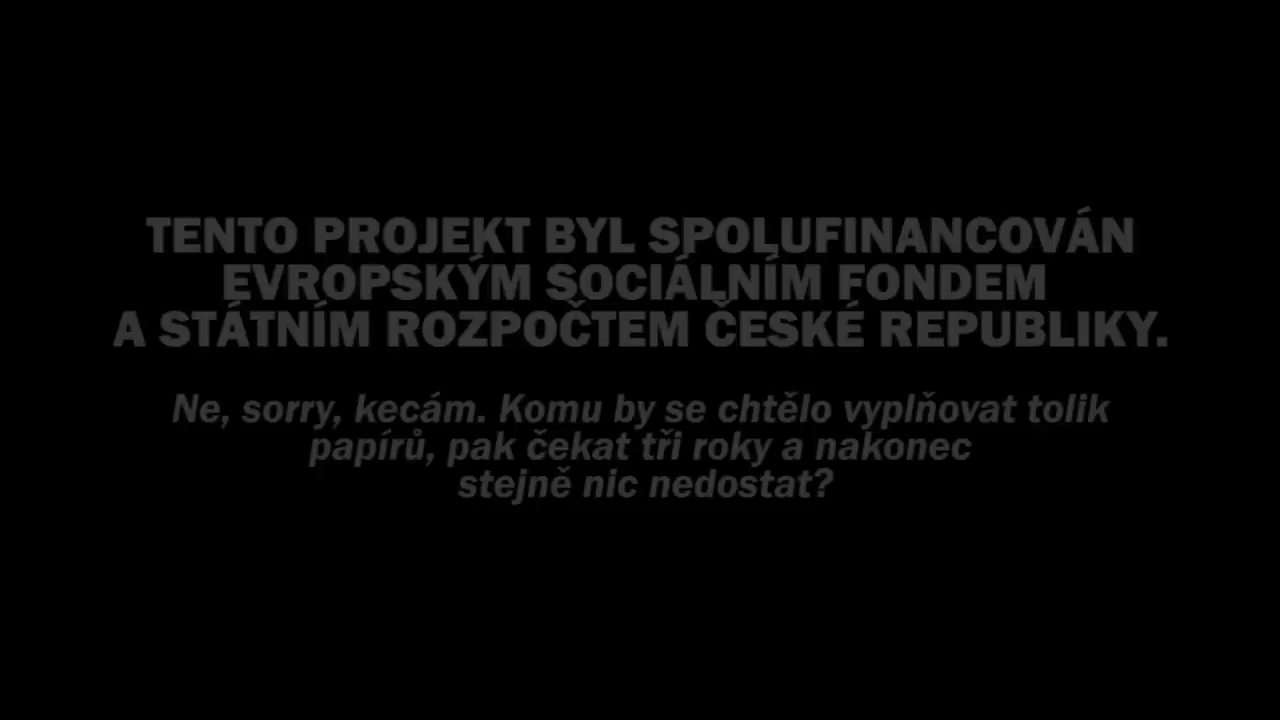 TENTO PROJEKT BYL SPOLUFINANCOVÁN
EVROPSKÝM SOCIÁLNÍM FONDEM
A STÁTNÍM ROZPOČTEM ČESKÉ REPUBLIKY.
Ne, sorry, kecám. Komu by se chtělo vyplňovat tolik
papírů, pak čekat tři roky a nakonec
stejně nic nedostat?